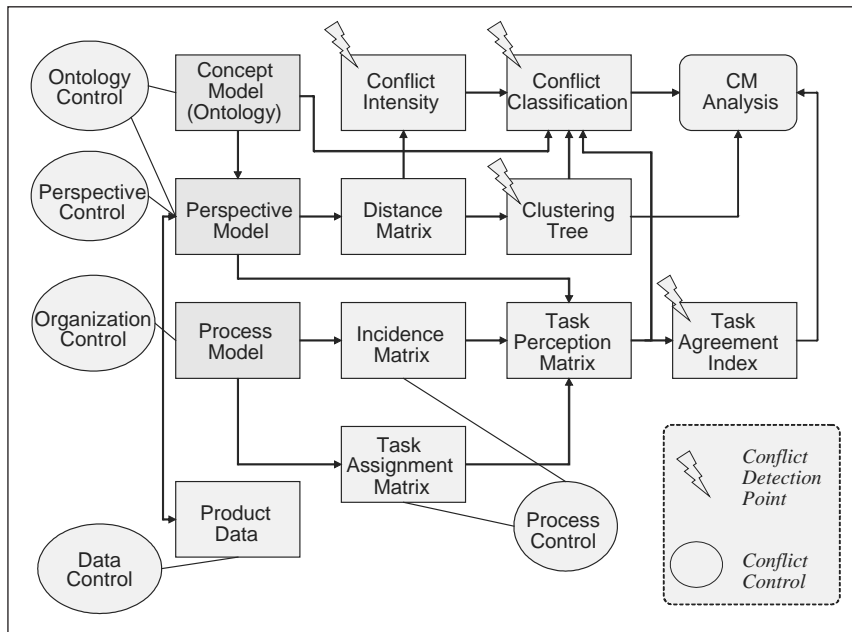 Ontology
Control
Concept
Model
(Ontology)
Conflict
Intensity
Conflict
Classification
CM
Analysis
Perspective
Control
Perspective
Model
Distance
Matrix
Clustering
Tree
Organization
Control
Process
Model
Incidence
Matrix
Task
Perception
Matrix
Task
Agreement
Index
Task
Assignment
Matrix
Product
Data
Process
Control
Data
Control
Conflict
Detection
Point
Conflict
Control